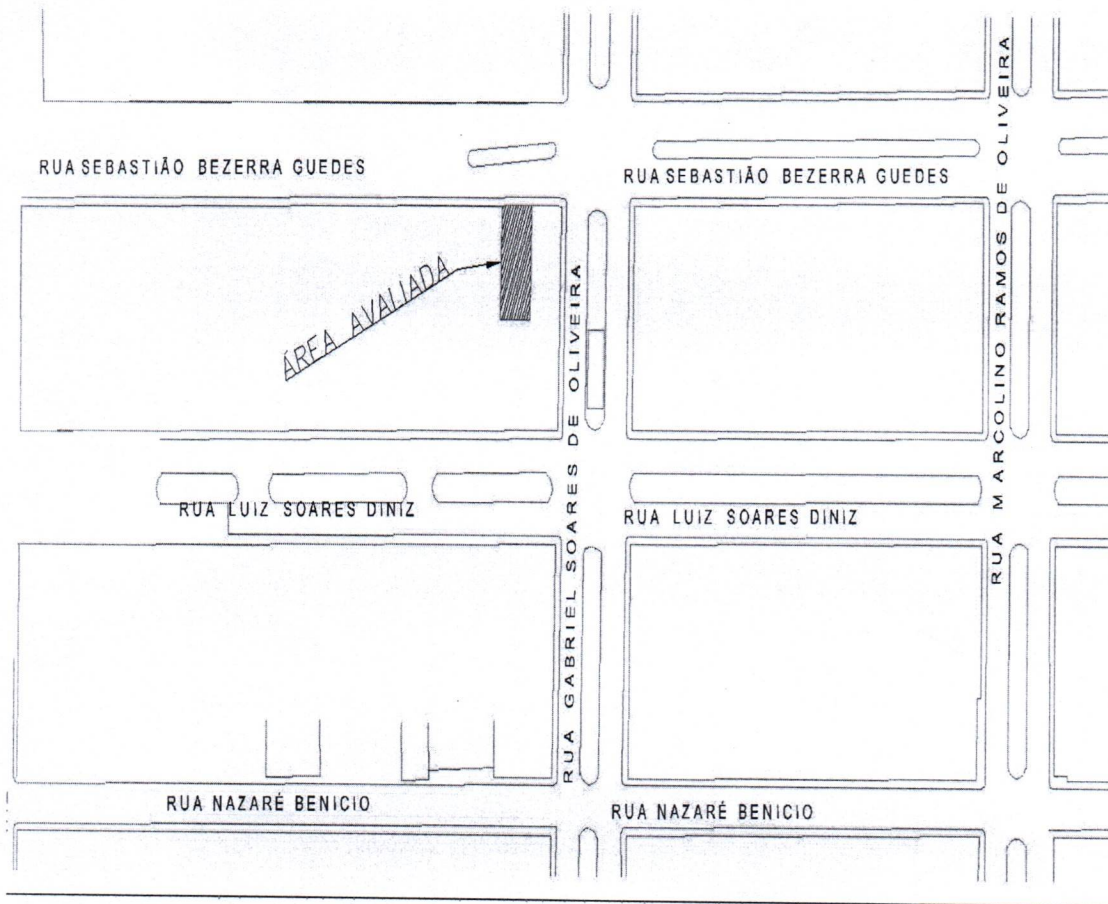 RUA SEBASTIÃO BEZERRA GUEDES
RUA SEBASTIÃO BEZERRA GUEDES
RUA MARCOLINO RAMOS DE OLIVEIRA
ÁREA AVALIADA
RUA GABRIEL SOARES DE OLIVEIRA
RUA LUIZ SOARES DINIZ
RUA LUIZ SOARES DINIZ
RUA NAZARÉ BENICIO
RUA NAZARÉ BENICIO